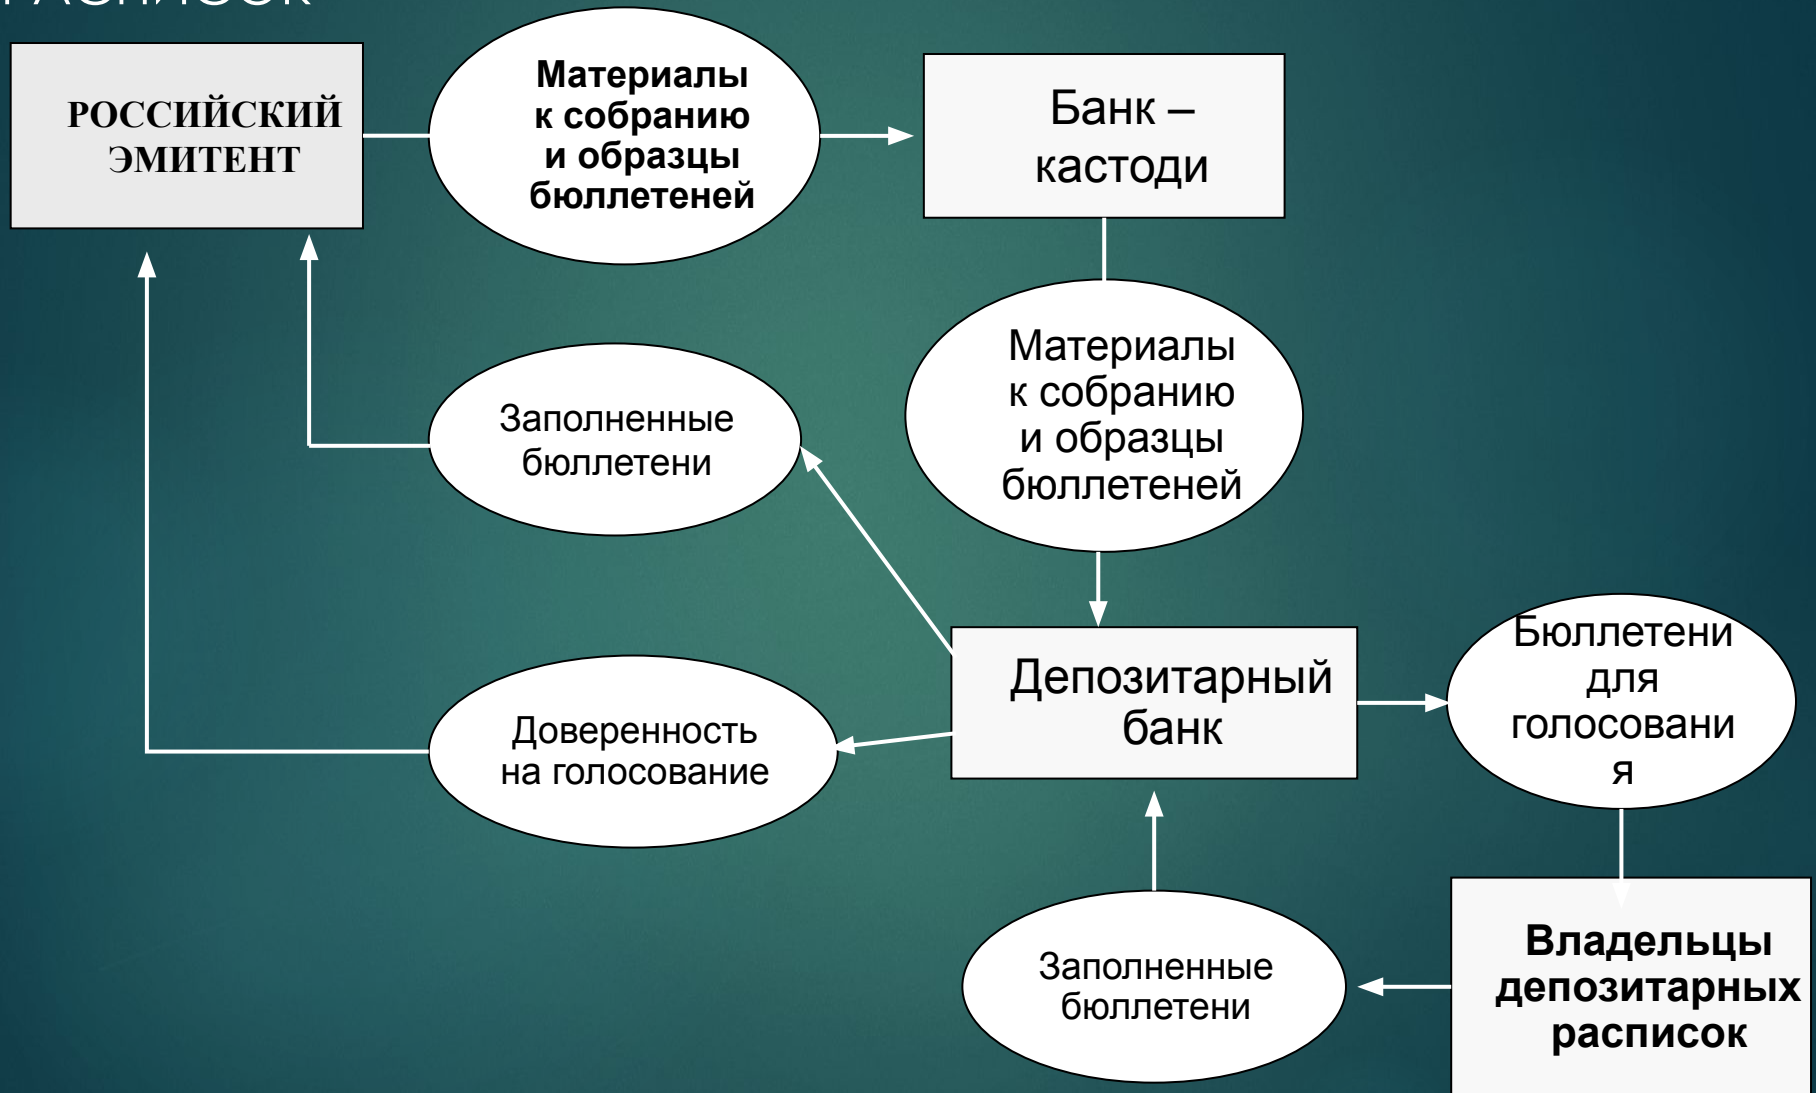 РАСПИСОК
РОССИЙСКИЙ
ЭМИТЕНТ
Материалы
к собранию
и образцы
бюллетеней
Банк –
кастоди
Материалы
к собранию
и образцы
бюллетеней
Заполненные
бюллетени
Доверенность
на голосование
Депозитарный
банк
Бюллетени
для
голосовани
я
Заполненные
бюллетени
Владельцы
депозитарных
расписок